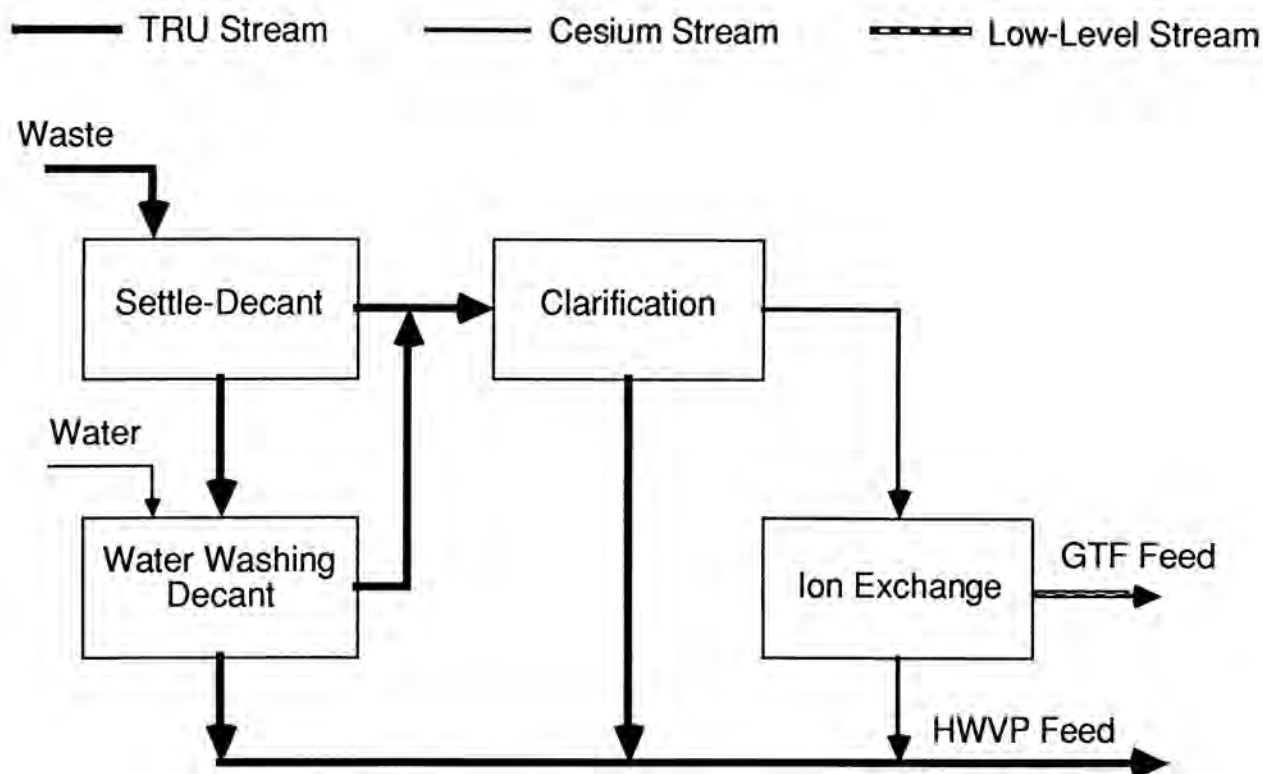 TRU Stream
Cesium Stream
Low-Level Stream
Waste
Settle-Decant
Clarification
Water
Water Washing
Decant
Ion Exchange
GTF Feed
HWVP Feed